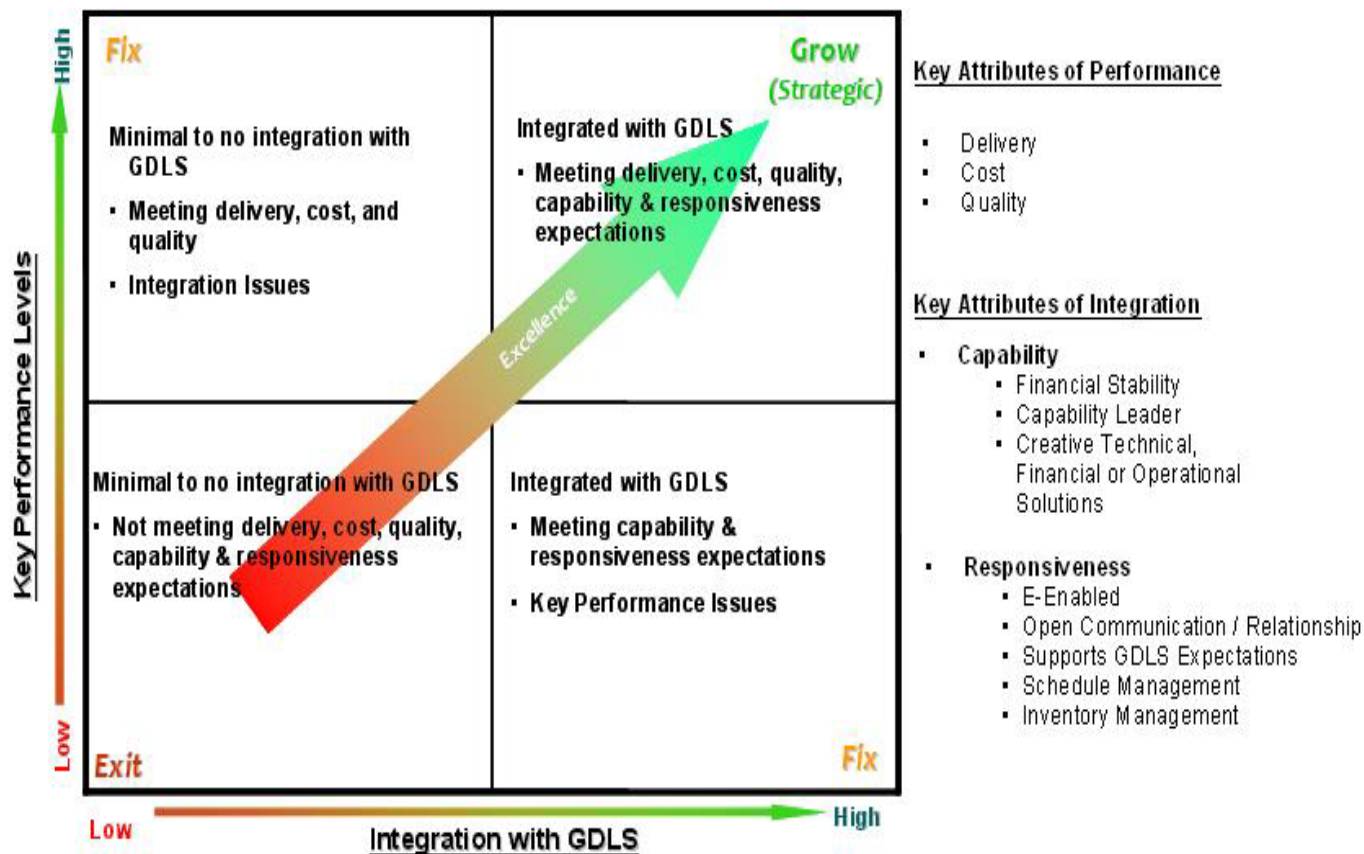 High
Key Performance Levels
Low
Fix
Minimal to no integration with
GDLS
▪ Meeting delivery, cost, and
quality
▪ Integration Issues
Grow
(Strategic)
Integrated with GDLS
▪ Meeting delivery, cost, quality,
capability & responsiveness
expectations
Excellence
Minimal to no integration with GDLS
▪ Not meeting delivery, cost, quality,
capability & responsiveness
expectations
Exit
Integrated with GDLS
▪ Meeting capability &
responsiveness expectations
▪ Key Performance Issues
Fix
Low
Integration with GDLS
High
Key Attributes of Performance
▪ Delivery
▪ Cost
▪ Quality
Key Attributes of Integration
▪ Capability
▪ Financial Stability
▪ Capability Leader
▪ Creative Technical,
Financial or Operational
Solutions
▪ Responsiveness
▪ E-Enabled
▪ Open Communication / Relationship
▪ Supports GDLS Expectations
▪ Schedule Management
▪ Inventory Management